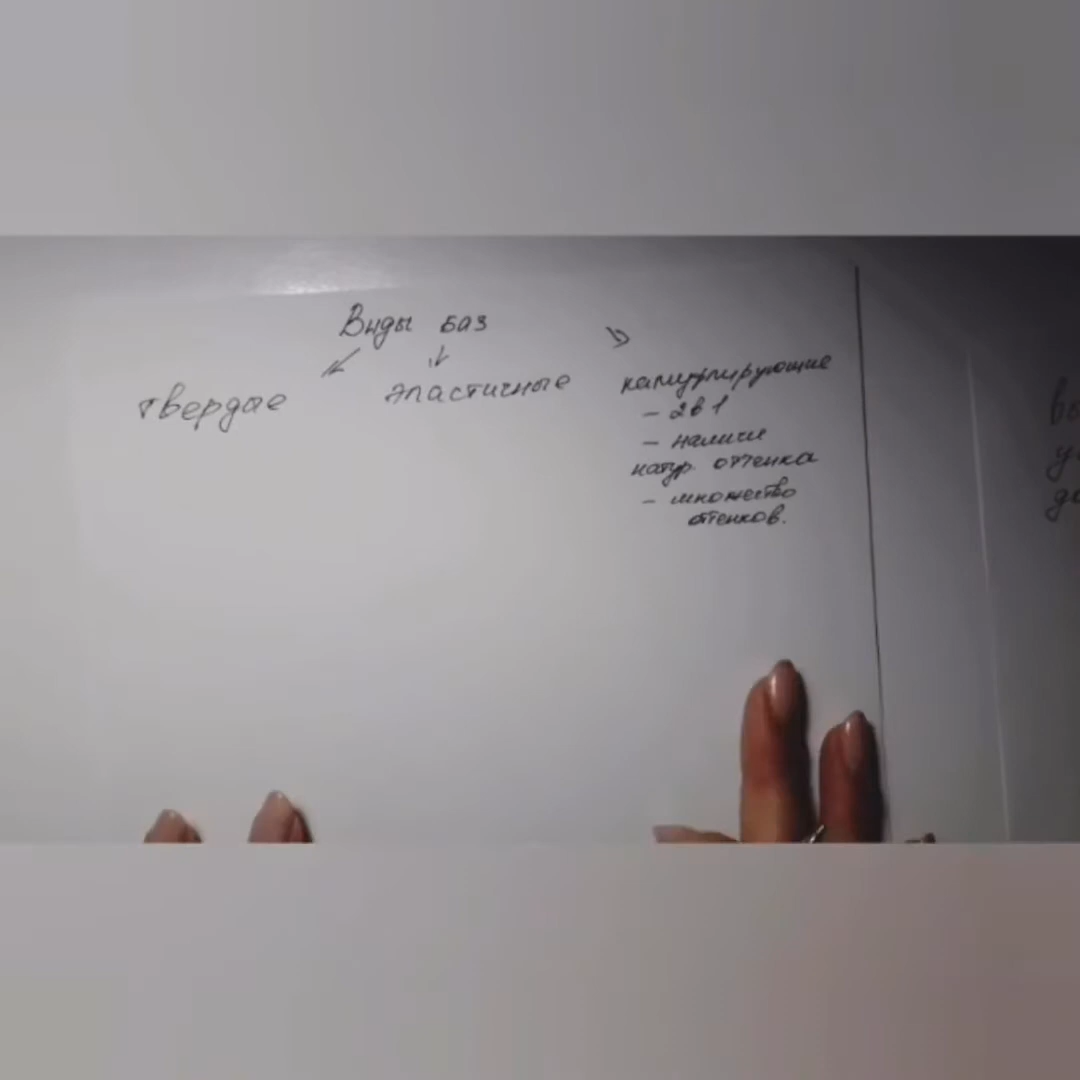 Виды баз
твердые
эластичные
камуфлирующие
- 2в1
- наличие
натур. оттенка
- множество
оттенков.